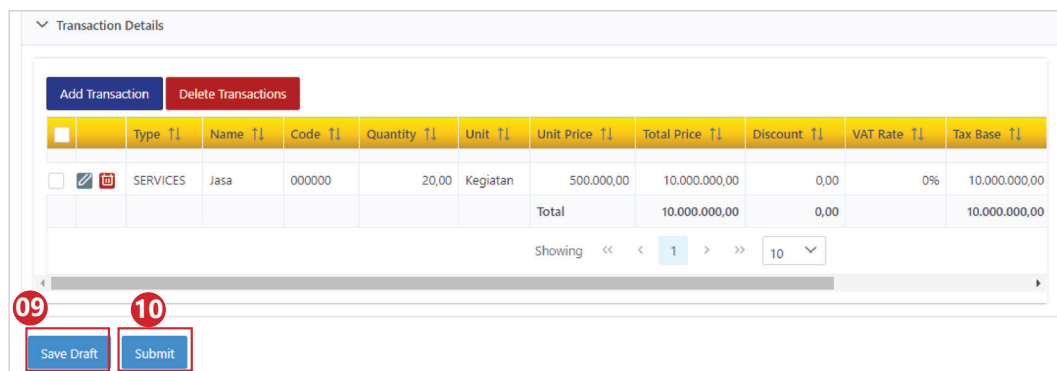 Transaction Details
Add Transaction Delete Transactions
Type Name Code Quantity Unit Unit Price Total Price Discount VAT Rate Tax Base
SERVICES Jasa 000000 20,00 Kegiatan 500.000,00 10.000.000,00 0,00 0% 10.000.000,00
Total 10.000.000,00 0,00 10.000.000,00
Showing << < 1 > >> 10
09 10
Save Draft Submit